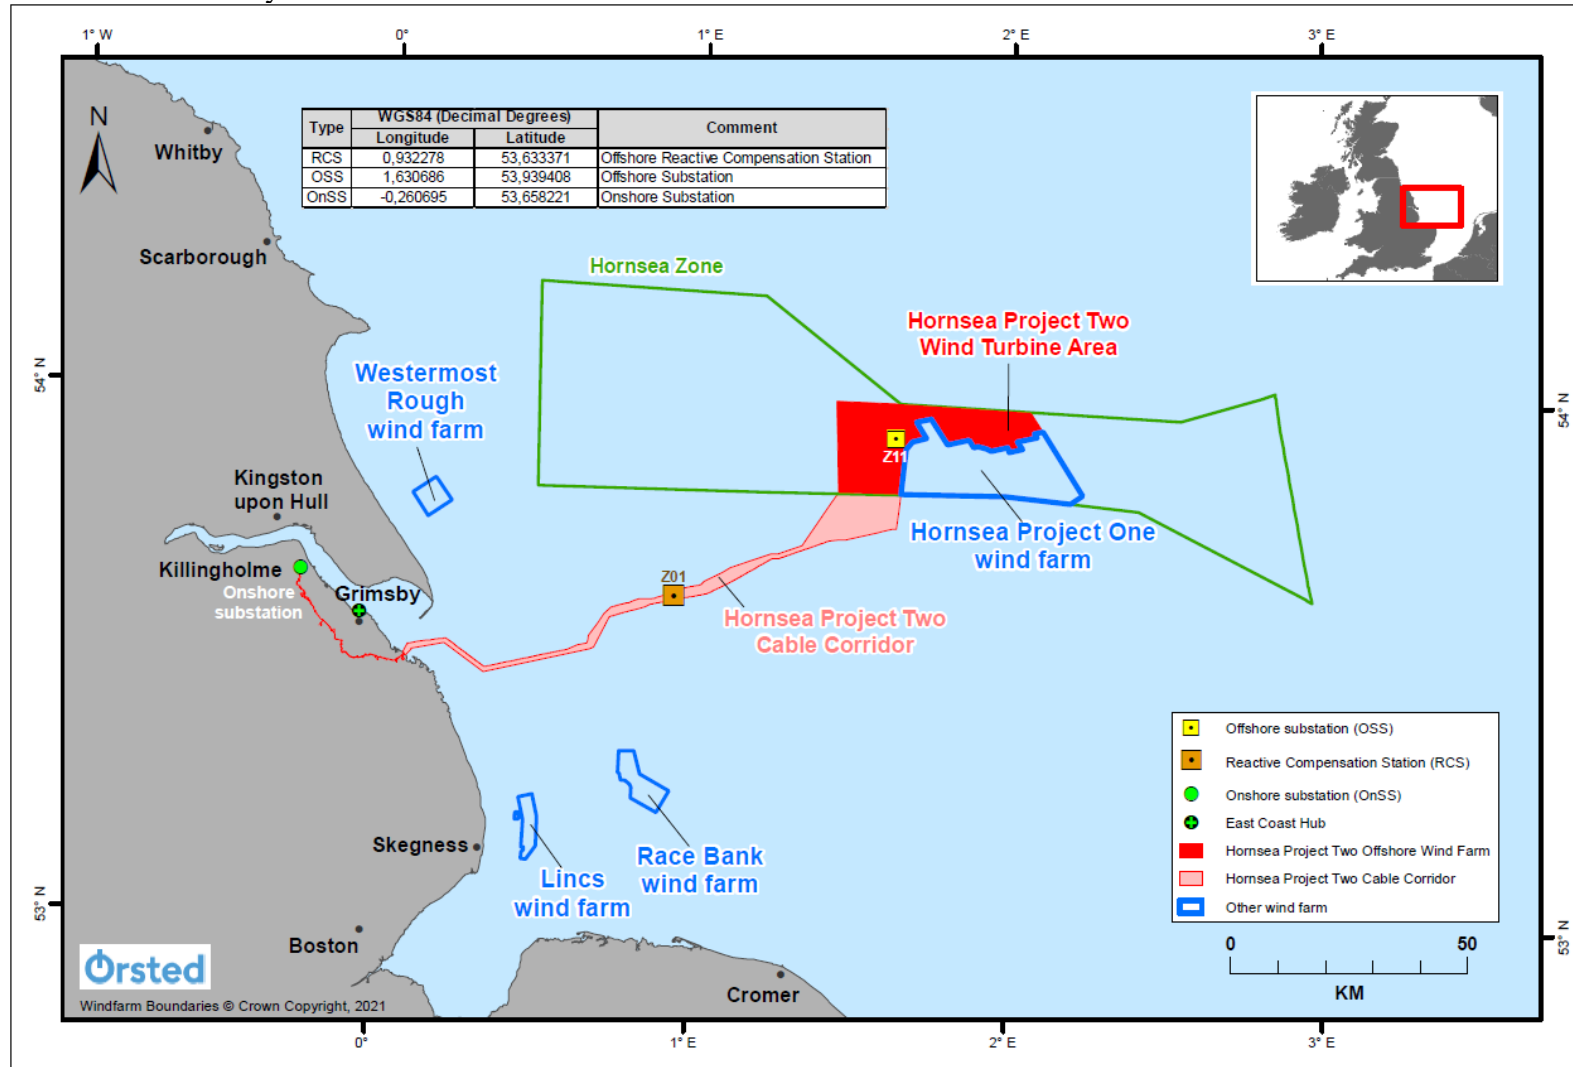 1° W
0°
1° E
2° E
3° E
N
Type
WGS84 (Decimal Degrees)
Comment
Longitude
Latitude
RCS 0,932278 53,633371 Offshore Reactive Compensation Station
OSS 1,630686 53,939408 Offshore Substation
OnSS -0,260695 53,658221 Onshore Substation
Whitby
Scarborough
Hornsea Zone
Hornsea Project Two
Wind Turbine Area
54° N
54° N
Westermost
Rough
wind farm
Z11
Kingston
upon Hull
Hornsea Project One
wind farm
Killingholme
Onshore
substation
Grimsby
Z01
Hornsea Project Two
Cable Corridor
Offshore substation (OSS)
Reactive Compensation Station (RCS)
Onshore substation (OnSS)
East Coast Hub
Hornsea Project Two Offshore Wind Farm
Hornsea Project Two Cable Corridor
Other wind farm
Skegness
Race Bank
wind farm
Lincs
wind farm
53° N
53° N
Boston
0 50
KM
Orsted
Cromer
Windfarm Boundaries © Crown Copyright, 2021
0°
1° E
2° E
3° E